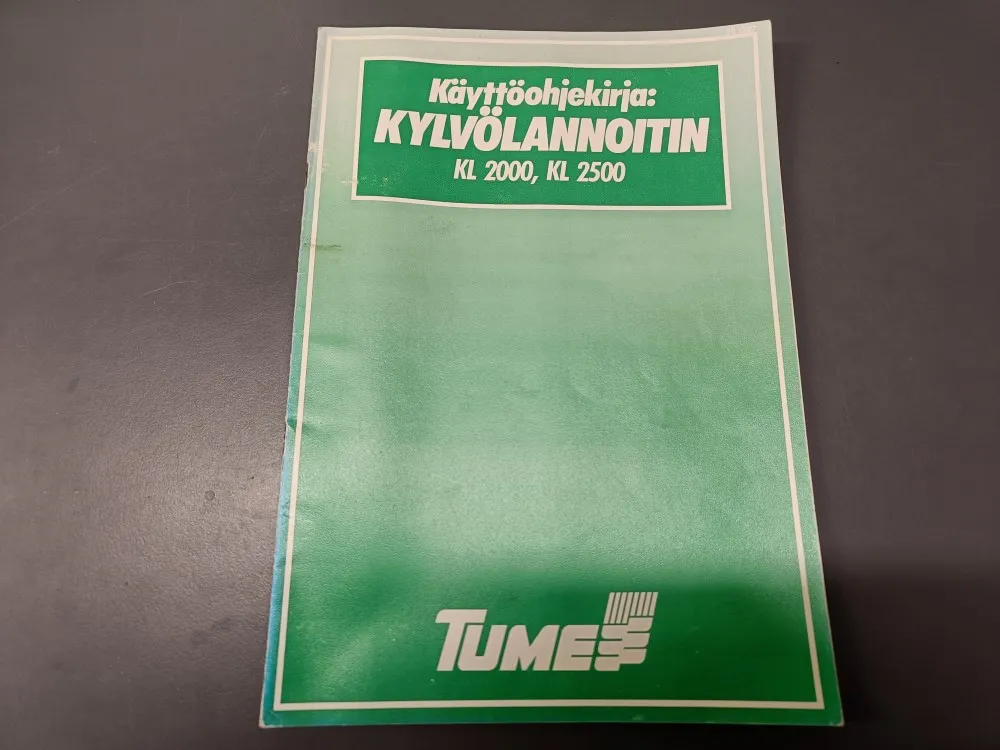 Käyttöohjekirja:
KYLVÖLANNOITIN
KL 2000, KL 2500
TUME